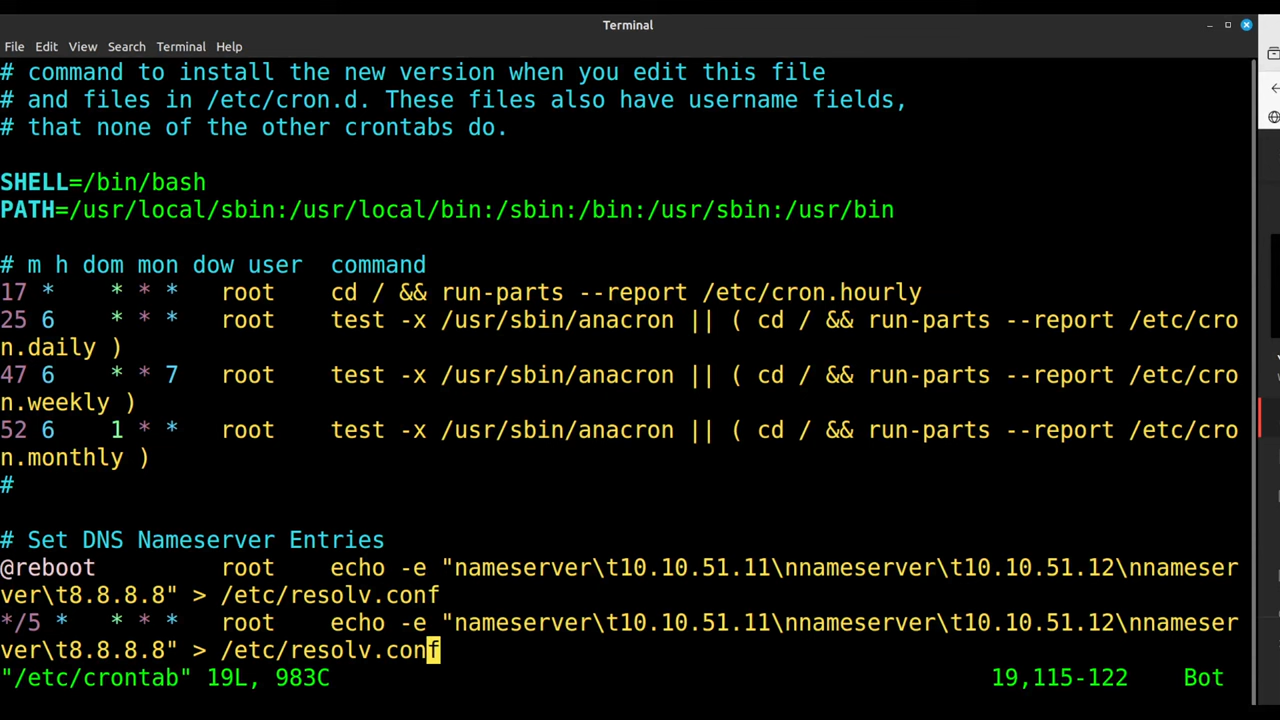 Terminal
File Edit View Search Terminal Help
# command to install the new version when you edit this file
# and files in /etc/cron.d. These files also have username fields,
# that none of the other crontabs do.
SHELL=/bin/bash
PATH=/usr/local/sbin:/usr/local/bin:/sbin:/bin:/usr/sbin:/usr/bin
# m h dom mon dow user  command
17 *    * * *   root    cd / && run-parts --report /etc/cron.hourly
25 6    * * *   root    test -x /usr/sbin/anacron || ( cd / && run-parts --report /etc/cro
n.daily )
47 6    * * 7   root    test -x /usr/sbin/anacron || ( cd / && run-parts --report /etc/cro
n.weekly )
52 6    1 * *   root    test -x /usr/sbin/anacron || ( cd / && run-parts --report /etc/cro
n.monthly )
#
# Set DNS Nameserver Entries
@reboot         root    echo -e "nameserver\t10.10.51.11\nnameserver\t10.10.51.12\nnameser
ver\t8.8.8.8" > /etc/resolv.conf
*/5 *   * * *   root    echo -e "nameserver\t10.10.51.11\nnameserver\t10.10.51.12\nnameser
ver\t8.8.8.8" > /etc/resolv.conf
"/etc/crontab" 19L, 983C 19,115-122 Bot